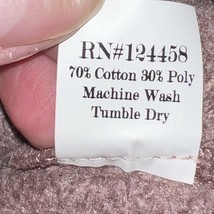 RN#124458
70% Cotton 30% Poly
Machine Wash
Tumble Dry